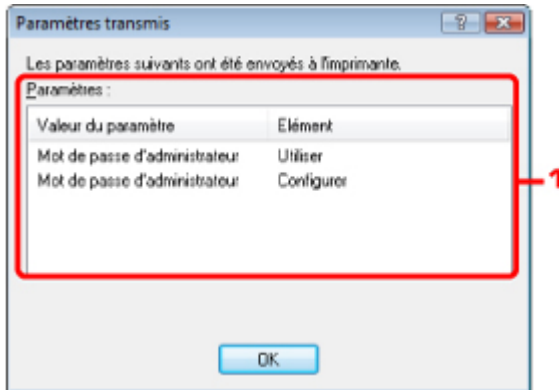 Paramètres transmis
Les paramètres suivants ont été envoyés à l'imprimante.
Paramètres :
Valeur du paramètre Elément
Mot de passe d'administrateur Utiliser
Mot de passe d'administrateur Configurer
1
OK